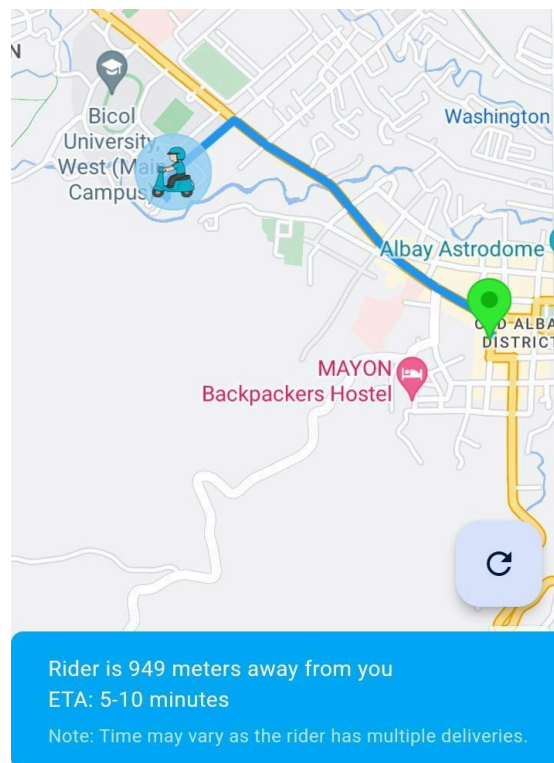 N
Washington
Bicol
University,
West (Main
Campus)
Albay Astrodome
OLD ALBA
DISTRICT
MAYON
Backpackers Hostel
Rider is 949 meters away from you
ETA: 5-10 minutes
Note: Time may vary as the rider has multiple deliveries.